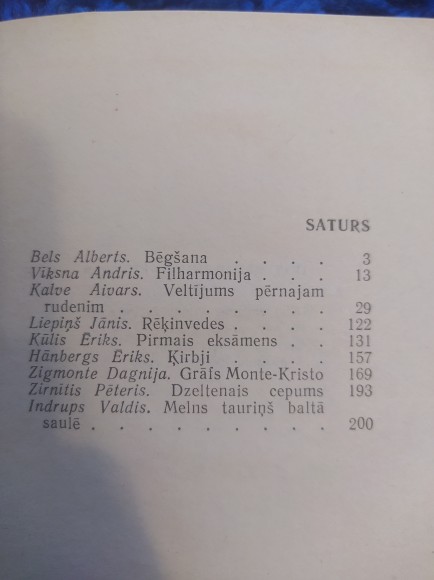 SATURS
Bels Alberts. Bēgšana . . . . 3
Vīksna Andris. Filharmonija . . . 13
Kalve Aivars. Veltījums pērnajam
rudenim . . . . . . . . 29
Liepiņš Jānis. Rēķinvedes . . . . 122
Kūlis Ēriks. Pirmais eksāmens . . 131
Hānbergs Ēriks. Ķirbji . . . . 157
Zigmonte Dagnija. Grāfs Monte-Kristo 169
Zirnītis Pēteris. Dzeltenais cepums 193
Indrups Valdis. Melns tauriņš baltā
saulē . . . . . . . . 200